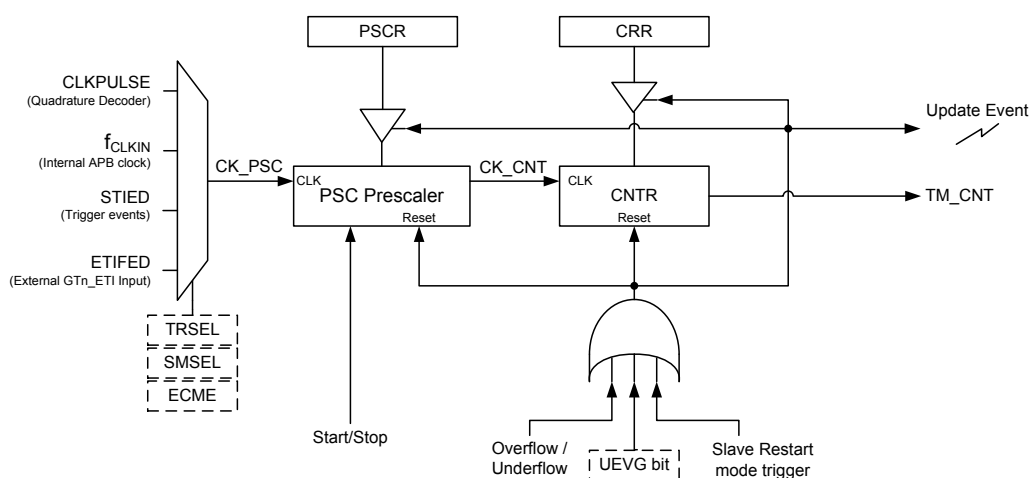 PSCR
CRR
CLKPULSE
(Quadrature Decoder)
Update Event
fCLKIN
(Internal APB clock)
CK_PSC
CK_CNT
CLK
PSC Prescaler
Reset
CLK
CNTR
Reset
TM_CNT
STIED
(Trigger events)
ETIFED
(External GTn_ETI Input)
TRSEL
SMSEL
ECME
Start/Stop
Overflow /
Underflow
UEVG bit
Slave Restart
mode trigger